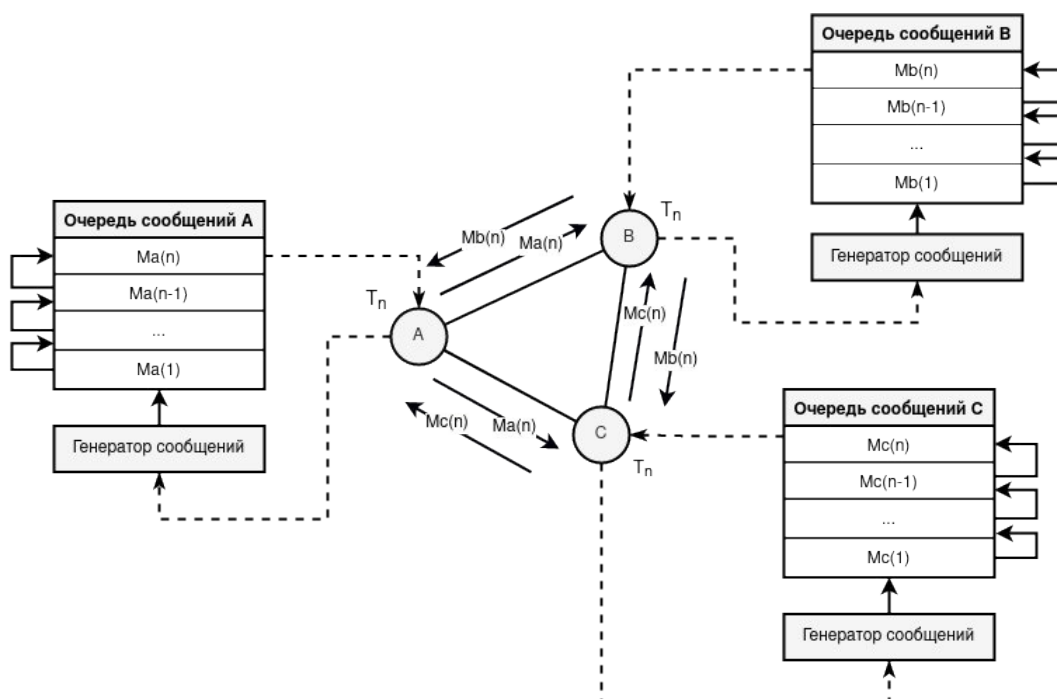 Очередь сообщений B
Mb(n)
Mb(n-1)
...
Mb(1)
Генератор сообщений
Очередь сообщений A
Ma(n)
Ma(n-1)
...
Ma(1)
Генератор сообщений
Mb(n)
Ma(n)
B
Tn
Tn
A
Mc(n)
Mb(n)
Mc(n)
Ma(n)
C
Tn
Очередь сообщений C
Mc(n)
Mc(n-1)
...
Mc(1)
Генератор сообщений